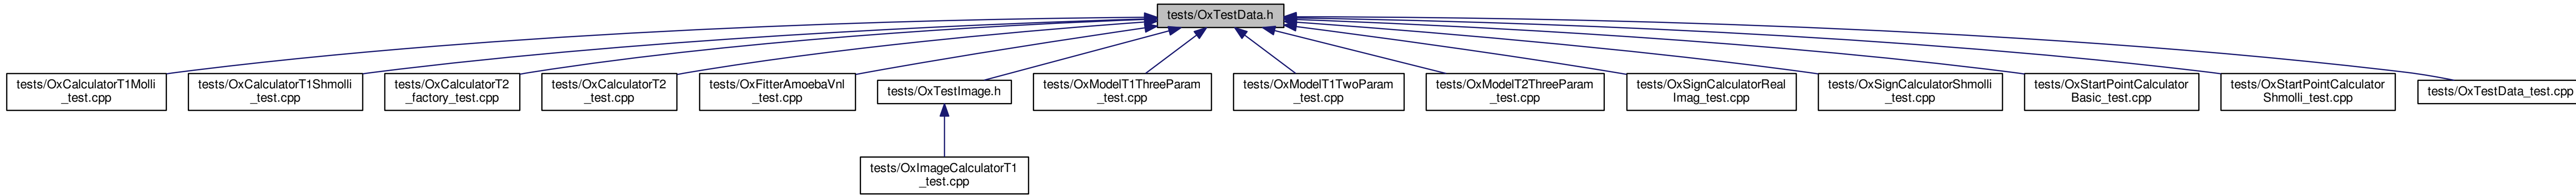 tests/OxTestData.h
tests/OxCalculatorT1Molli
_test.cpp
tests/OxCalculatorT1Shmolli
_test.cpp
tests/OxCalculatorT2
_factory_test.cpp
tests/OxCalculatorT2
_test.cpp
tests/OxFitterAmoebaVnl
_test.cpp
tests/OxTestImage.h
tests/OxModelT1ThreeParam
_test.cpp
tests/OxModelT1TwoParam
_test.cpp
tests/OxModelT2ThreeParam
_test.cpp
tests/OxSignCalculatorReal
Imag_test.cpp
tests/OxSignCalculatorShmolli
_test.cpp
tests/OxStartPointCalculator
Basic_test.cpp
tests/OxStartPointCalculator
Shmolli_test.cpp
tests/OxTestData_test.cpp
tests/OxImageCalculatorT1
_test.cpp